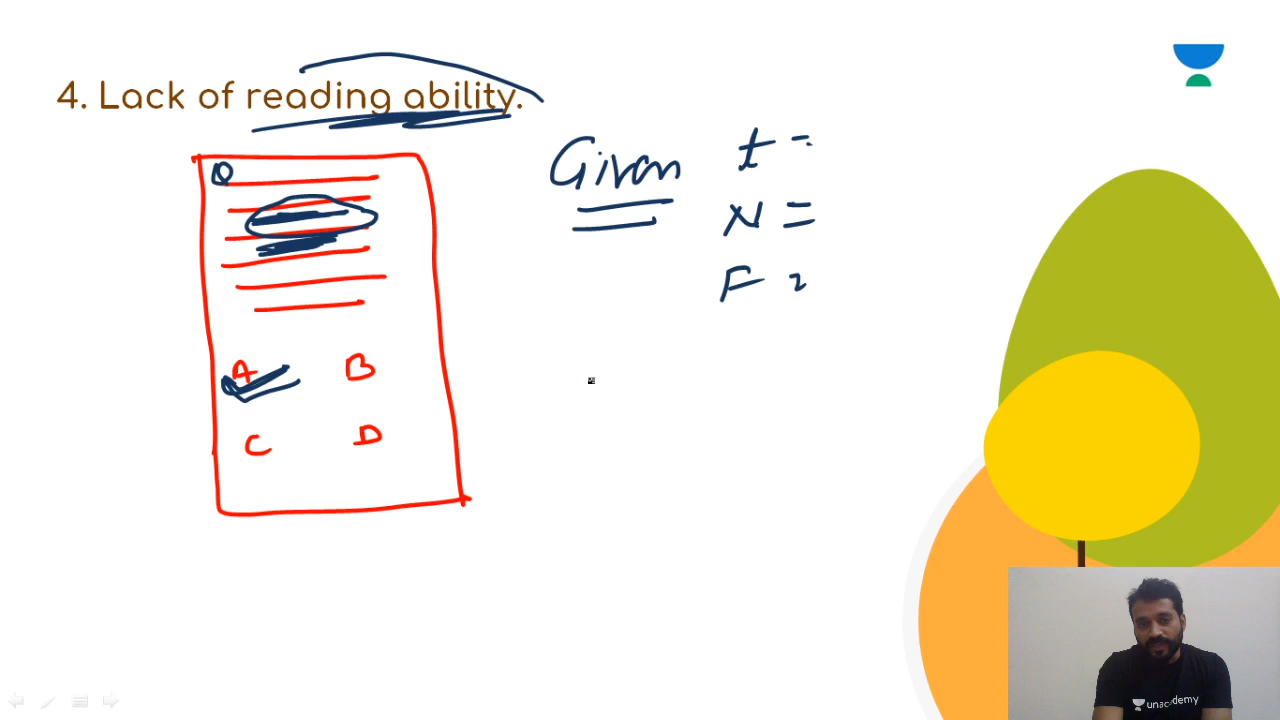 4. Lack of reading ability.
Q
Given
t =
N =
F =
A B
C D
unacademy